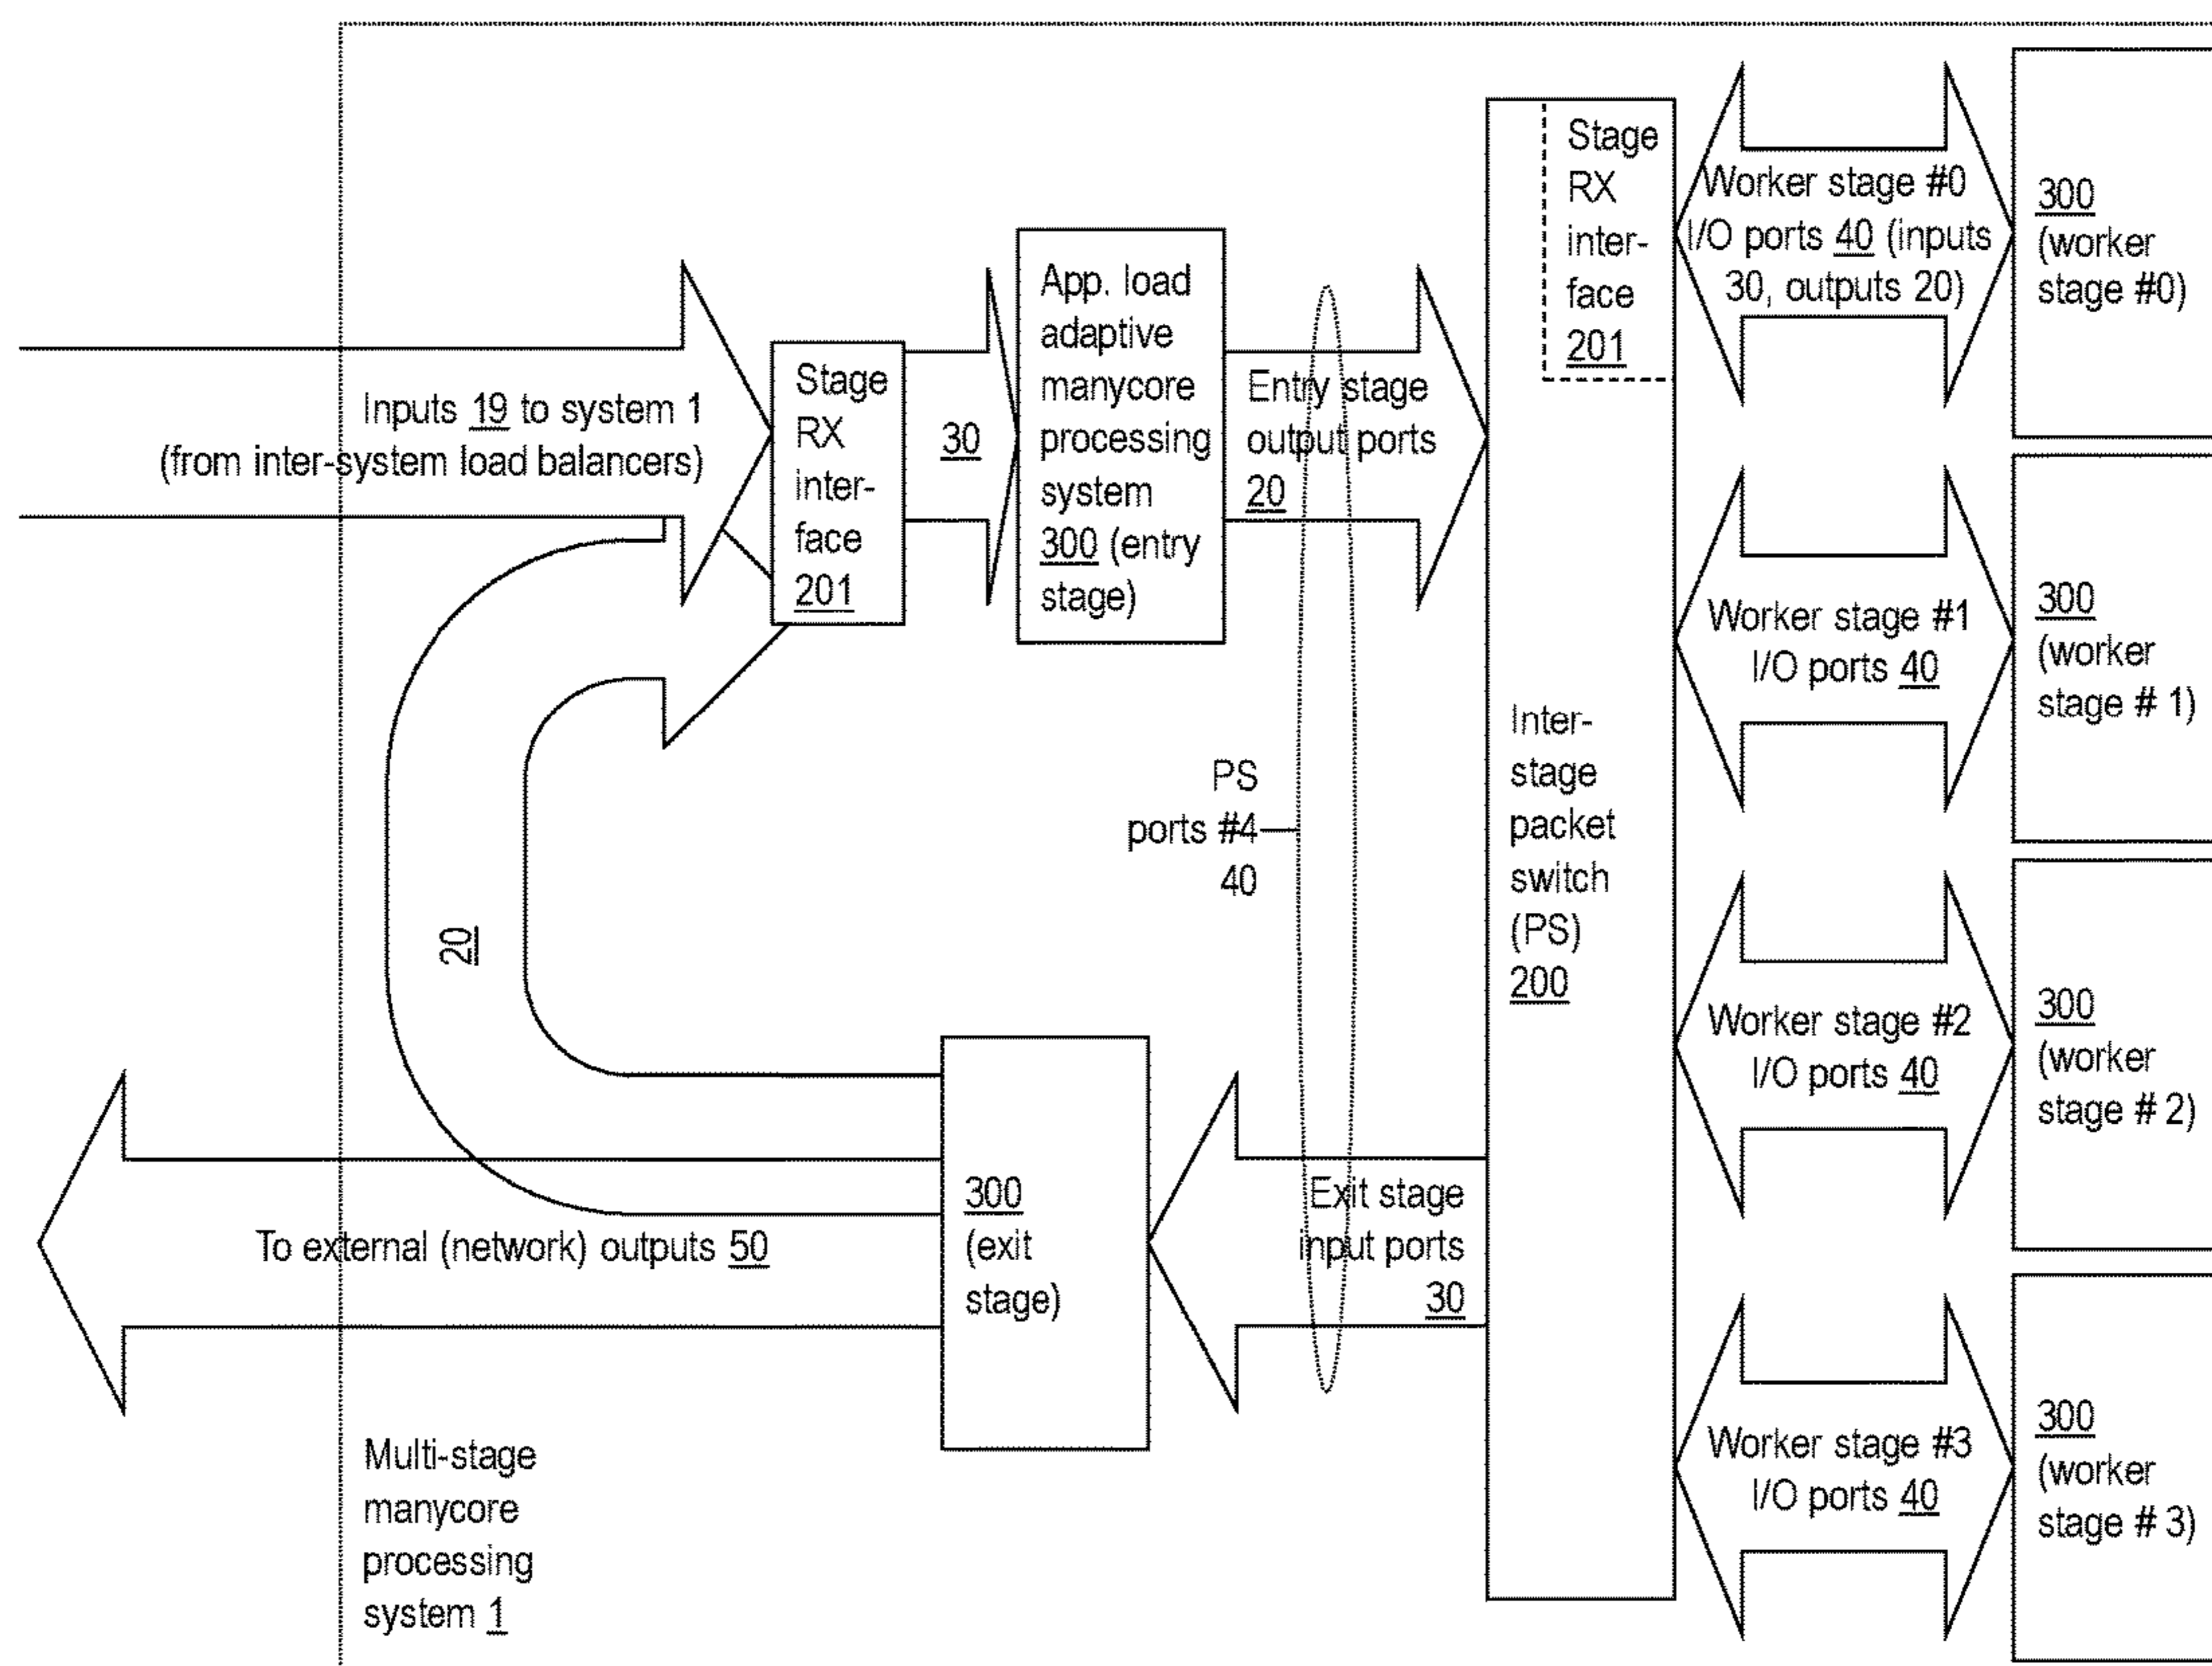 Inputs 19 to system 1
(from inter-system load balancers)
Stage
RX
inter-
face
201
30
App. load
adaptive
manycore
processing
system
300 (entry
stage)
Entry stage
output ports
20
Stage
RX
inter-
face
201
Worker stage #0
I/O ports 40 (inputs
30, outputs 20)
300
(worker
stage #0)
Worker stage #1
I/O ports 40
300
(worker
stage # 1)
PS
ports #4
40
Inter-
stage
packet
switch
(PS)
200
20
Worker stage #2
I/O ports 40
300
(worker
stage # 2)
To external (network) outputs 50
300
(exit
stage)
Exit stage
input ports
30
Worker stage #3
I/O ports 40
300
(worker
stage # 3)
Multi-stage
manycore
processing
system 1